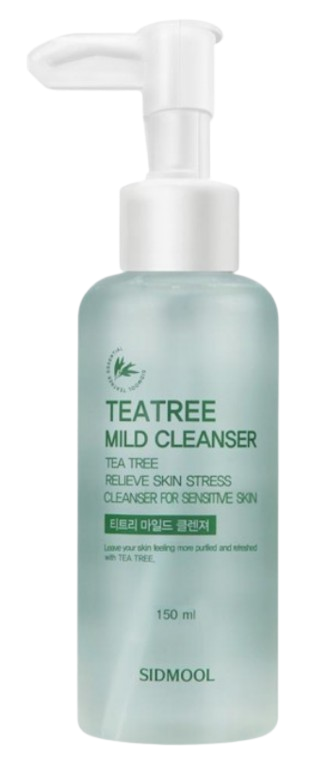 TEATREE
MILD CLEANSER
TEA TREE
RELIEVE SKIN STRESS
CLEANSER FOR SENSITIVE SKIN
티트리 마일드 클렌져
Leave your skin feeling more purified and refreshed
with TEA TREE.
150 ml
SIDMOOL